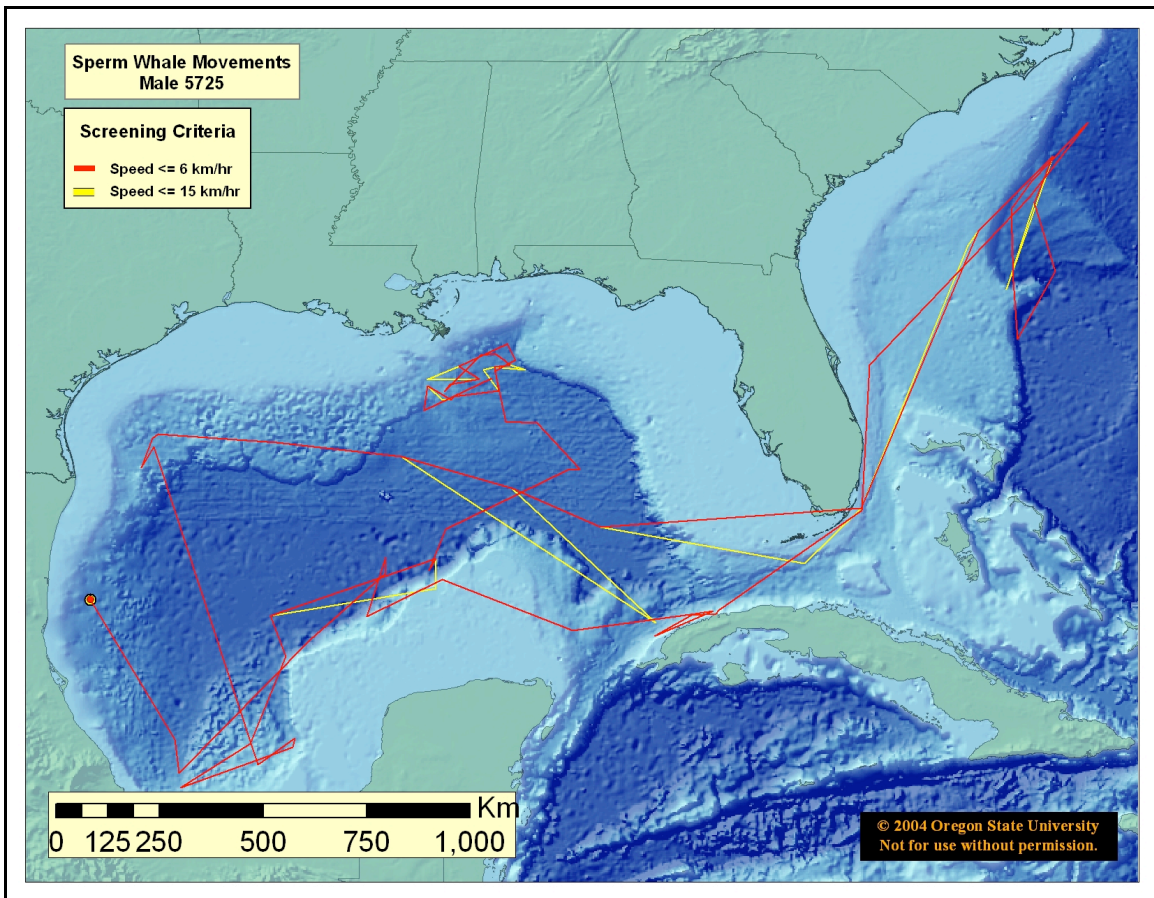 Sperm Whale Movements
Male 5725
Screening Criteria
Speed <= 6 km/hr
Speed <= 15 km/hr
Km
0 125 250 500 750 1,000
© 2004 Oregon State University
Not for use without permission.